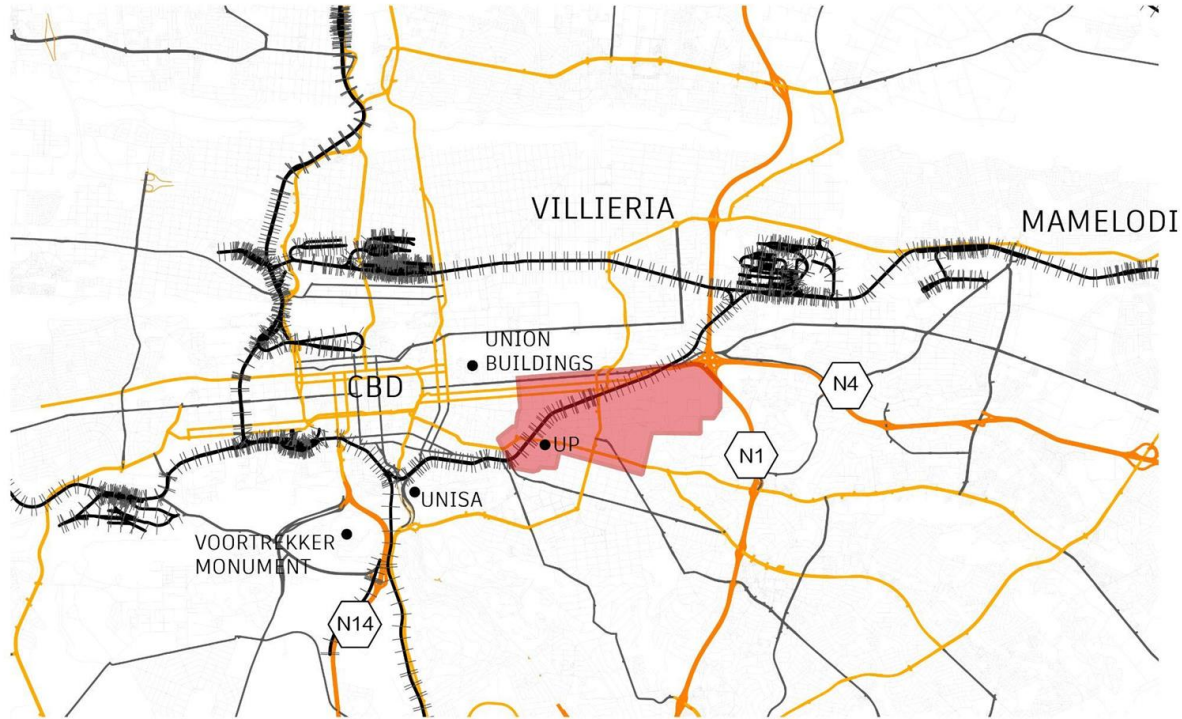 VILLIERIA
MAMELODI
UNION
BUILDINGS
CBD
N4
UP
N1
UNISA
VOORTREKKER
MONUMENT
N14